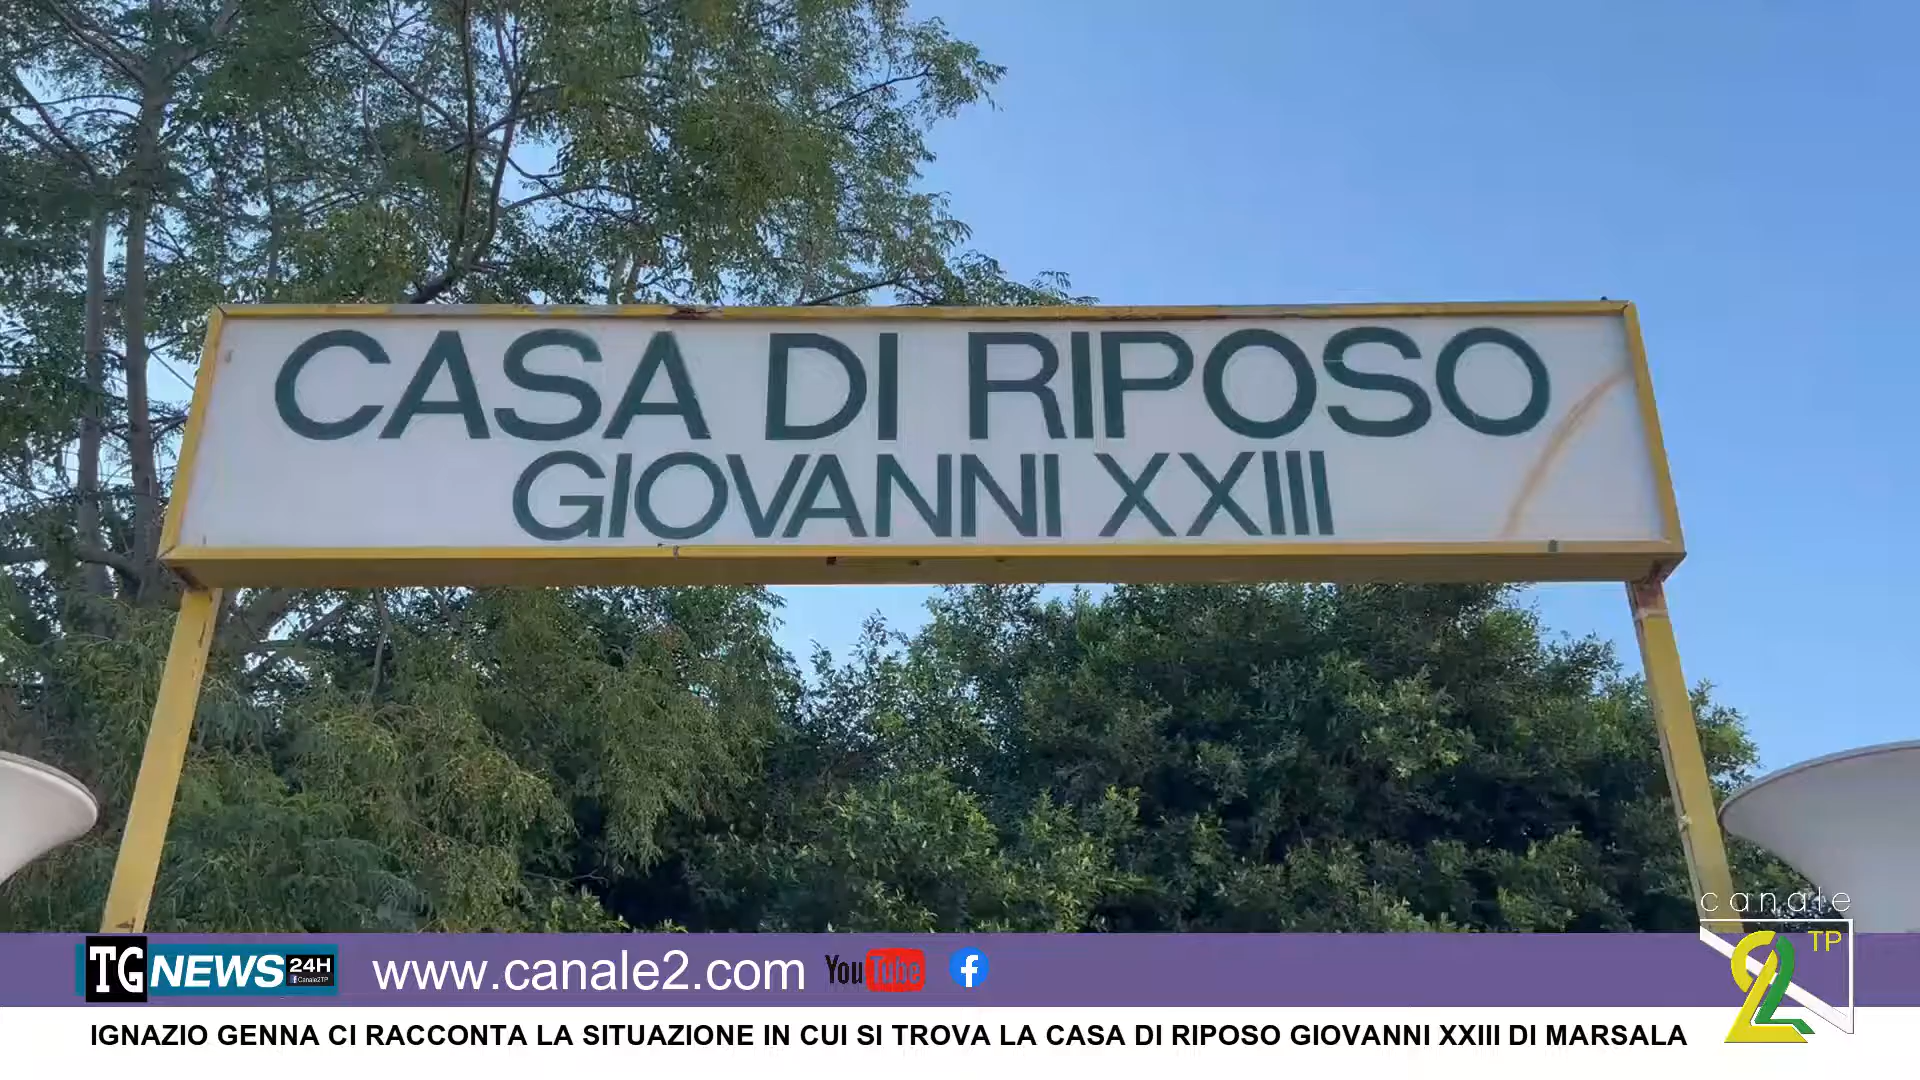 CASA DI RIPOSO
GIOVANNI XXIII
canale
2 TP
TG NEWS 24H
Canale2TP
www.canale2.com YouTube
IGNAZIO GENNA CI RACCONTA LA SITUAZIONE IN CUI SI TROVA LA CASA DI RIPOSO GIOVANNI XXIII DI MARSALA